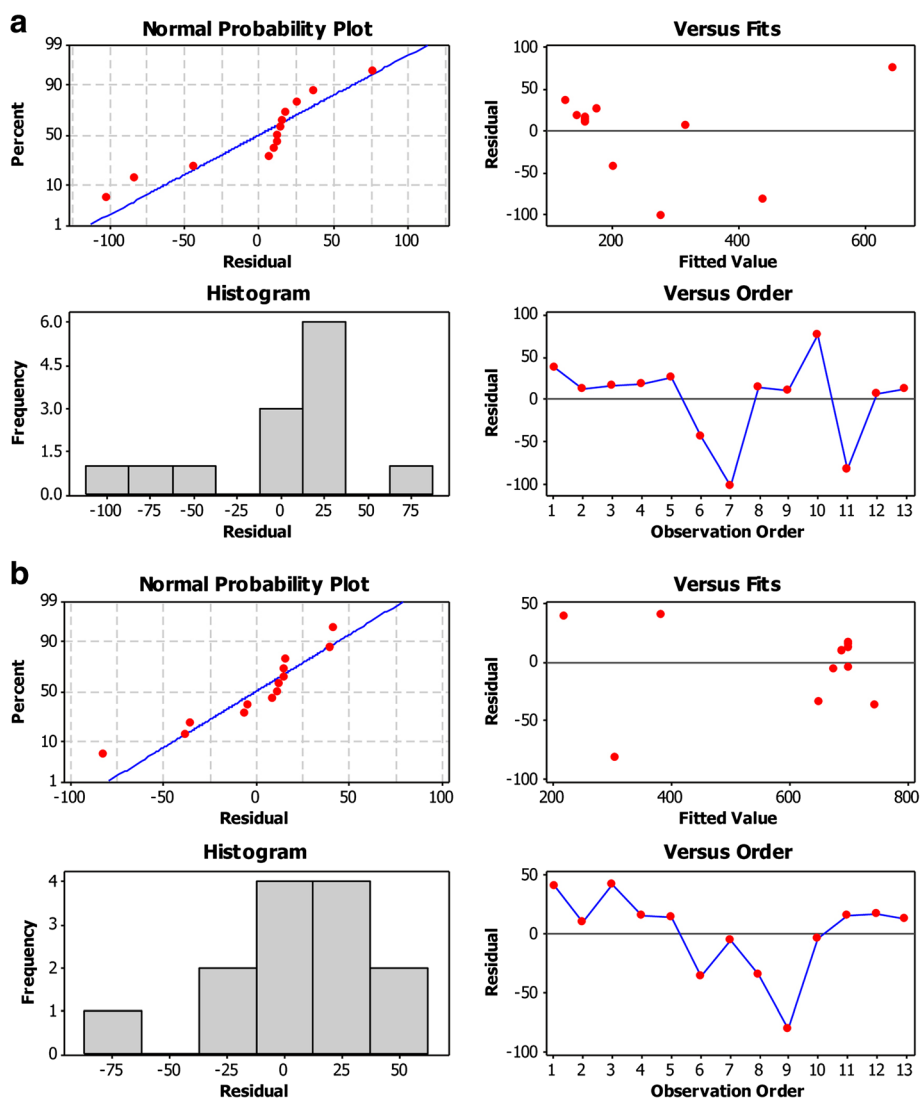 a
Normal Probability Plot
99
90
50
10
1
Percent
-100 -50 0 50 100
Residual
Versus Fits
100
50
0
-50
-100
Residual
200 400 600
Fitted Value
Histogram
6.0
4.5
3.0
1.5
0.0
Frequency
-100 -75 -50 -25 0 25 50 75
Residual
Versus Order
100
50
0
-50
-100
Residual
1 2 3 4 5 6 7 8 9 10 11 12 13
Observation Order
b
Normal Probability Plot
99
90
50
10
1
Percent
-100 -50 0 50 100
Residual
Versus Fits
50
0
-50
-100
Residual
200 400 600 800
Fitted Value
Histogram
4
3
2
1
0
Frequency
-75 -50 -25 0 25 50
Residual
Versus Order
50
0
-50
-100
Residual
1 2 3 4 5 6 7 8 9 10 11 12 13
Observation Order